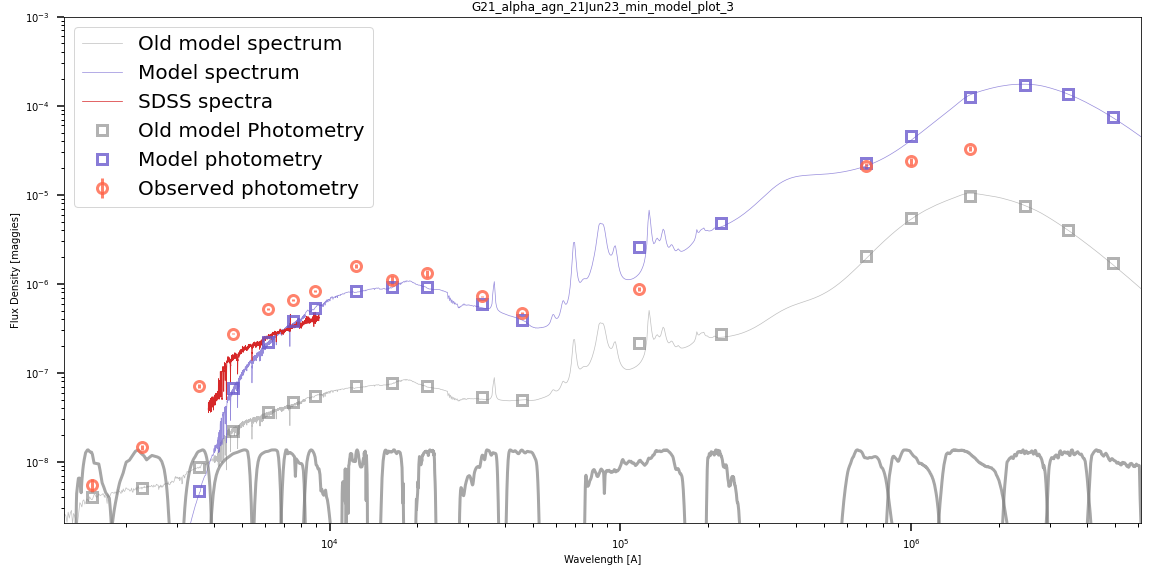 G21_alpha_agn_21Jun23_min_model_plot_3
Old model spectrum
Model spectrum
SDSS spectra
Old model Photometry
Model photometry
Observed photometry
Flux Density [maggies]
10⁻³
10⁻⁴
10⁻⁵
10⁻⁶
10⁻⁷
10⁻⁸
10⁴
10⁵
10⁶
Wavelength [A]